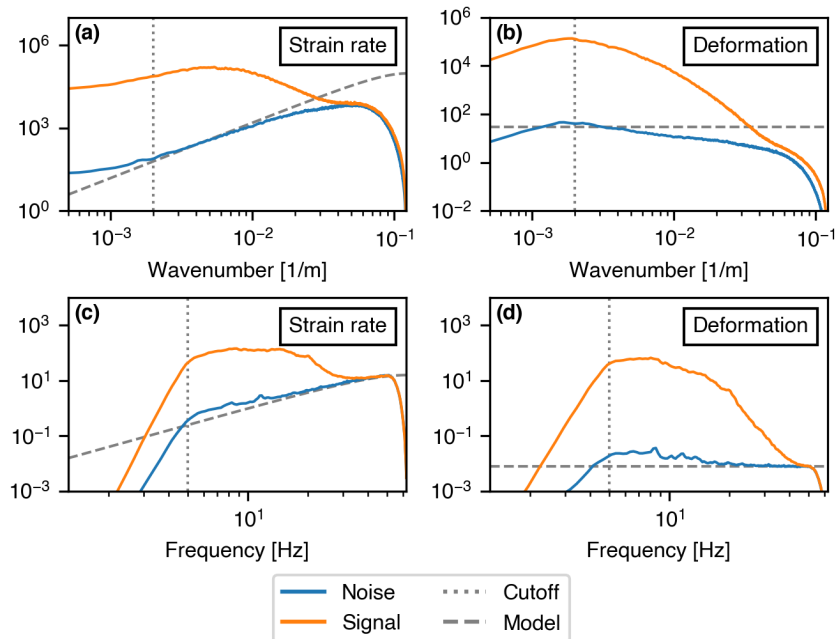 (a)
Strain rate
10^6
10^3
10^0
10^-3
10^-2
10^-1
Wavenumber [1/m]
(b)
Deformation
10^6
10^4
10^2
10^0
10^-2
10^-3
10^-2
10^-1
Wavenumber [1/m]
(c)
Strain rate
10^3
10^1
10^-1
10^-3
10^1
Frequency [Hz]
(d)
Deformation
10^3
10^1
10^-1
10^-3
10^1
Frequency [Hz]
Noise
Signal
Cutoff
Model